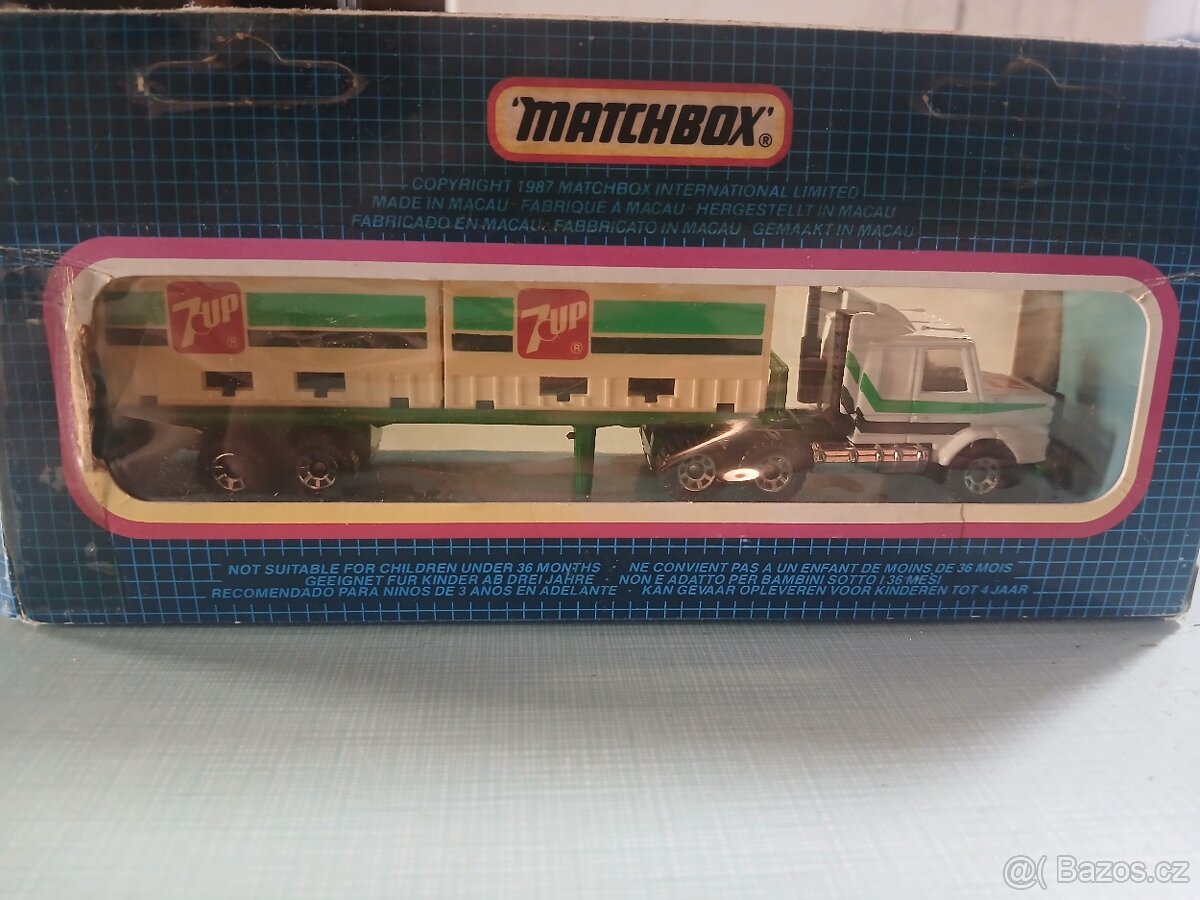 'MATCHBOX'®
COPYRIGHT 1987 MATCHBOX INTERNATIONAL LIMITED
MADE IN MACAU · FABRIQUÉ A MACAU · HERGESTELLT IN MACAU
FABRICADO EN MACAU · FABBRICATO IN MACAU · GEMAAKT IN MACAU
7UP®
7UP®
NOT SUITABLE FOR CHILDREN UNDER 36 MONTHS · NE CONVIENT PAS A UN ENFANT DE MOINS DE 36 MOIS
GEEIGNET FUR KINDER AB DREI JAHRE · NON E ADATTO PER BAMBINI SOTTO I 36 MESI
RECOMENDADO PARA NINOS DE 3 ANOS EN ADELANTE · KAN GEVAAR OPLEVEREN VOOR KINDEREN TOT 4 JAAR
@( Bazos.cz